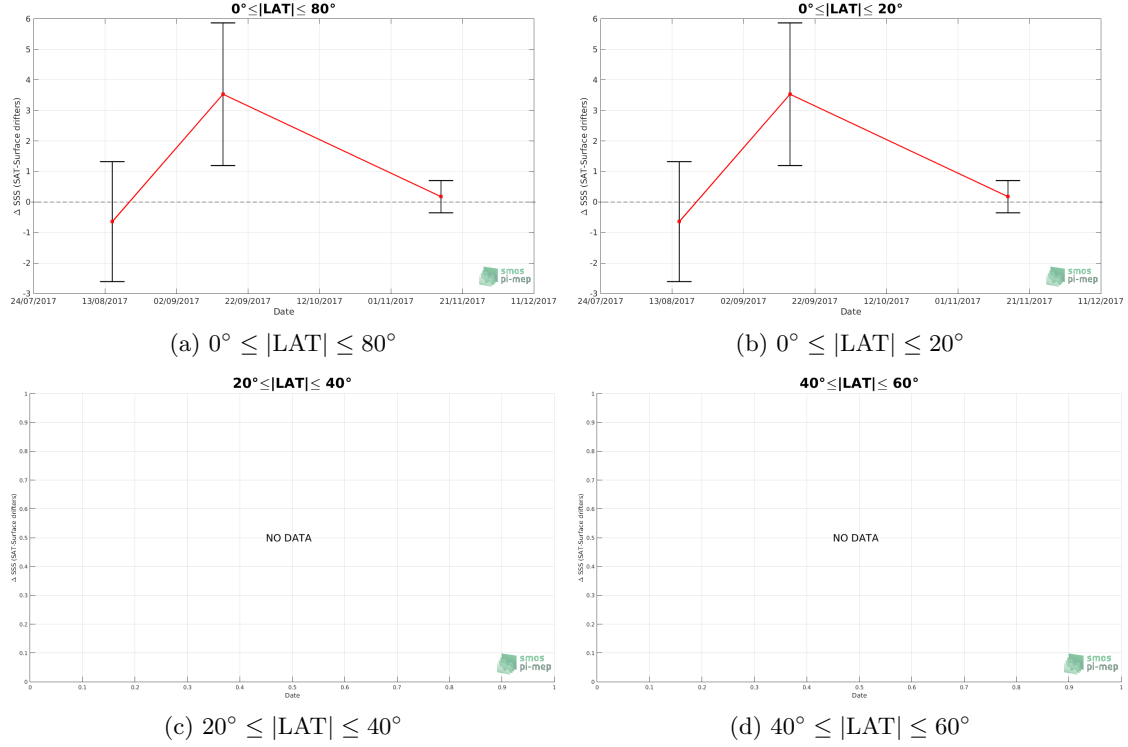 0°≤|LAT|≤ 80°
6
5
4
3
2
1
0
-1
-2
-3
Δ SSS (SAT-Surface drifters)
24/07/2017 13/08/2017 02/09/2017 22/09/2017 12/10/2017 01/11/2017 21/11/2017 11/12/2017
Date
smos
pi-mep
(a) 0° ≤ |LAT| ≤ 80°
0°≤|LAT|≤ 20°
6
5
4
3
2
1
0
-1
-2
-3
Δ SSS (SAT-Surface drifters)
24/07/2017 13/08/2017 02/09/2017 22/09/2017 12/10/2017 01/11/2017 21/11/2017 11/12/2017
Date
smos
pi-mep
(b) 0° ≤ |LAT| ≤ 20°
20°≤|LAT|≤ 40°
1
0.9
0.8
0.7
0.6
0.5
0.4
0.3
0.2
0.1
0
Δ SSS (SAT-Surface drifters)
NO DATA
0 0.1 0.2 0.3 0.4 0.5 0.6 0.7 0.8 0.9 1
Date
smos
pi-mep
(c) 20° ≤ |LAT| ≤ 40°
40°≤|LAT|≤ 60°
1
0.9
0.8
0.7
0.6
0.5
0.4
0.3
0.2
0.1
0
Δ SSS (SAT-Surface drifters)
NO DATA
0 0.1 0.2 0.3 0.4 0.5 0.6 0.7 0.8 0.9 1
Date
smos
pi-mep
(d) 40° ≤ |LAT| ≤ 60°